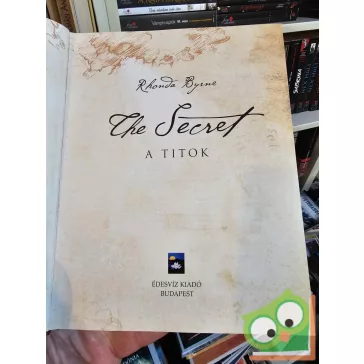 Rhonda Byrne
The Secret
A TITOK
ÉDESVÍZ KIADÓ
BUDAPEST